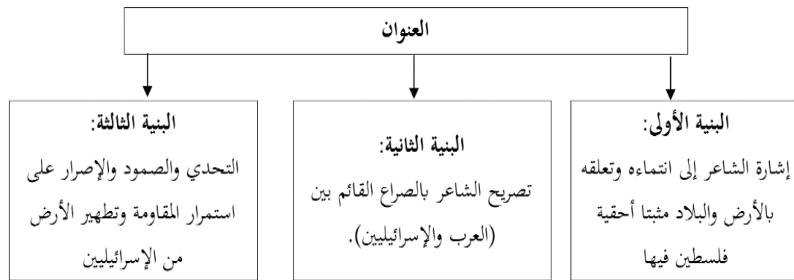 العنوان
البنية الأولى:
إشارة الشاعر إلى انتماءه وتعلقه
بالأرض والبلاد مثبتا أحقية
فلسطين فيها
البنية الثانية:
تصريح الشاعر بالصراع القائم بين
(العرب والإسرائيليين).
البنية الثالثة:
التحدي والصمود والإصرار على
استمرار المقاومة وتطهير الأرض
من الإسرائيليين